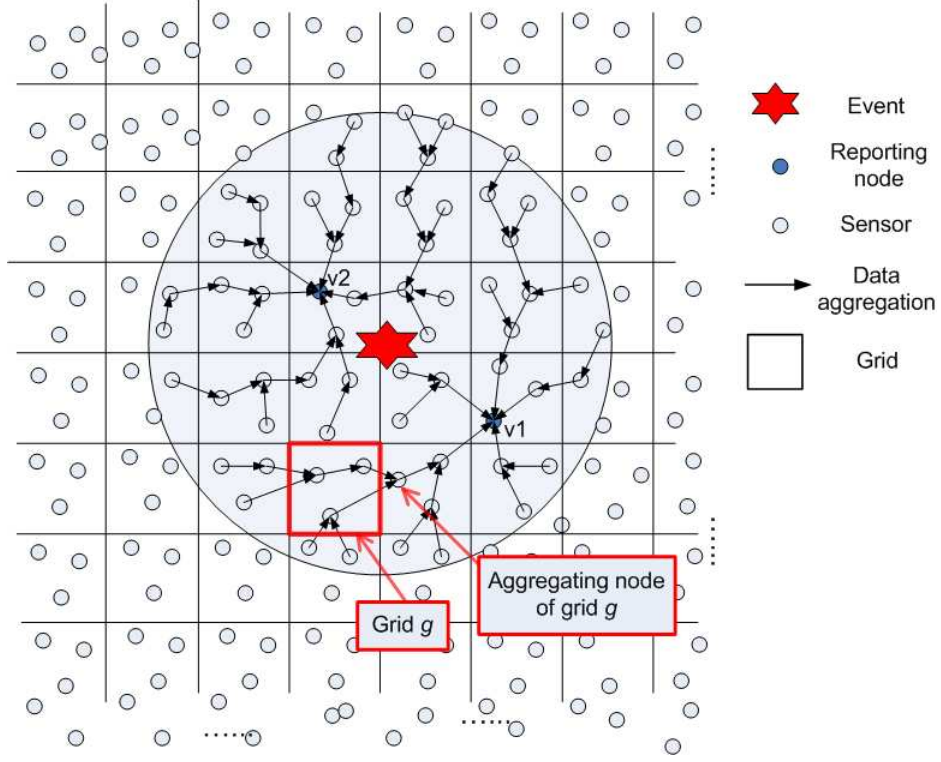 Event
Reporting
node
Sensor
Data
aggregation
Grid
v2
v1
Aggregating node
of grid g
Grid g